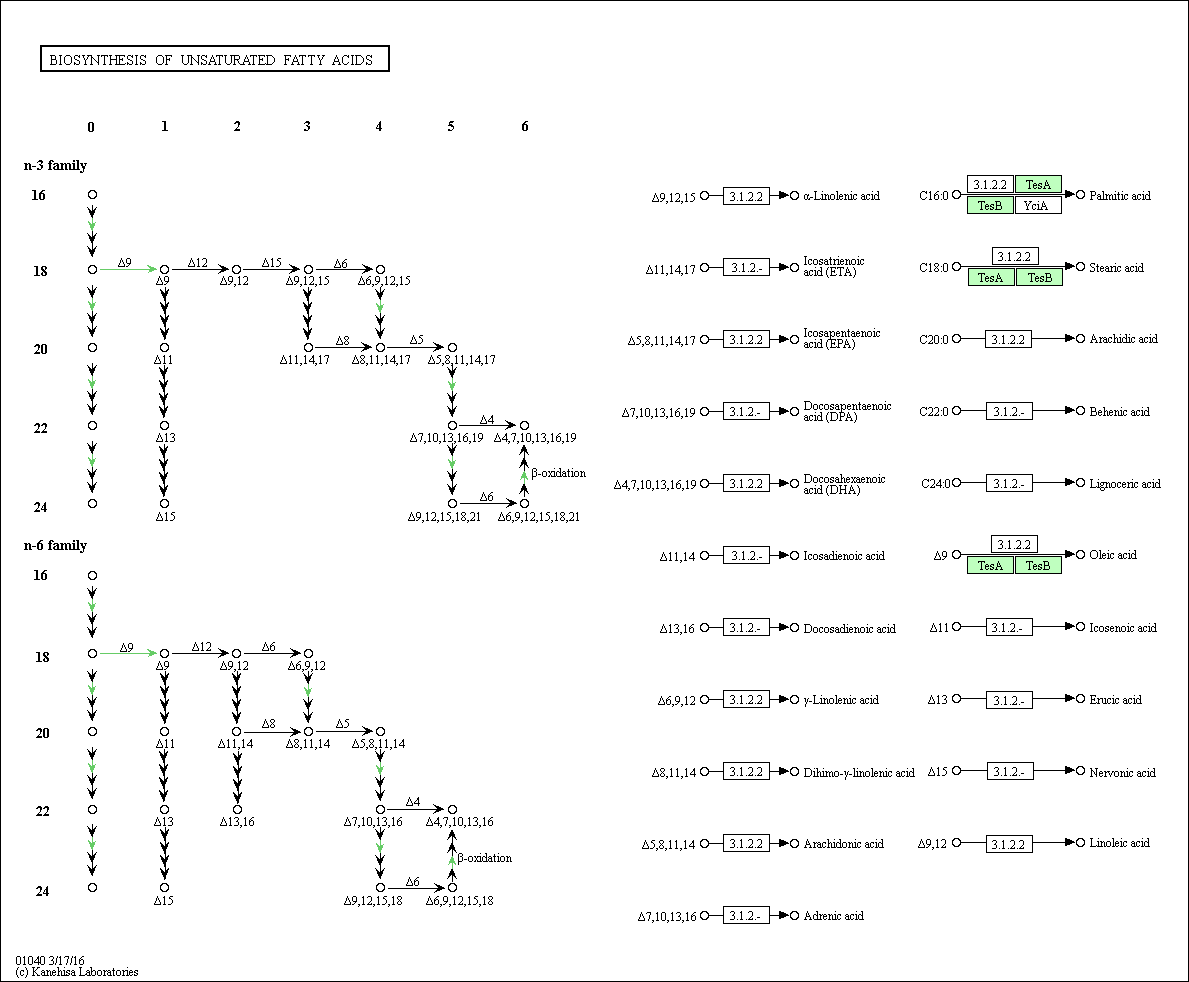 BIOSYNTHESIS OF UNSATURATED FATTY ACIDS
0 1 2 3 4 5 6
n-3 family
16
18
Δ9 Δ12 Δ15 Δ6
Δ9 Δ9,12 Δ9,12,15 Δ6,9,12,15
20
Δ8 Δ5
Δ11 Δ11,14,17 Δ8,11,14,17 Δ5,8,11,14,17
22
Δ4
Δ13 Δ7,10,13,16,19 Δ4,7,10,13,16,19
β-oxidation
24
Δ6
Δ15 Δ9,12,15,18,21 Δ6,9,12,15,18,21
n-6 family
16
18
Δ9 Δ12 Δ6
Δ9 Δ9,12 Δ6,9,12
20
Δ8 Δ5
Δ11 Δ11,14 Δ8,11,14 Δ5,8,11,14
22
Δ4
Δ13 Δ13,16 Δ7,10,13,16 Δ4,7,10,13,16
β-oxidation
24
Δ6
Δ15 Δ9,12,15,18 Δ6,9,12,15,18
Δ9,12,15 3.1.2.2 α-Linolenic acid
Δ11,14,17 3.1.2.- Icosatrienoic
acid (ETA)
Δ5,8,11,14,17 3.1.2.2 Icosapentaenoic
acid (EPA)
Δ7,10,13,16,19 3.1.2.- Docosapentaenoic
acid (DPA)
Δ4,7,10,13,16,19 3.1.2.2 Docosahexaenoic
acid (DHA)
Δ11,14 3.1.2.- Icosadienoic acid
Δ13,16 3.1.2.- Docosadienoic acid
Δ6,9,12 3.1.2.2 γ-Linolenic acid
Δ8,11,14 3.1.2.2 Dihimo-γ-linolenic acid
Δ5,8,11,14 3.1.2.2 Arachidonic acid
Δ7,10,13,16 3.1.2.- Adrenic acid
3.1.2.2 TesA
C16:0 Palmitic acid
TesB YciA
3.1.2.2
C18:0 Stearic acid
TesA TesB
C20:0 3.1.2.2 Arachidic acid
C22:0 3.1.2.- Behenic acid
C24:0 3.1.2.- Lignoceric acid
3.1.2.2
Δ9 Oleic acid
TesA TesB
Δ11 3.1.2.- Icosenoic acid
Δ13 3.1.2.- Erucic acid
Δ15 3.1.2.- Nervonic acid
Δ9,12 3.1.2.2 Linoleic acid
01040 3/17/16
(c) Kanehisa Laboratories